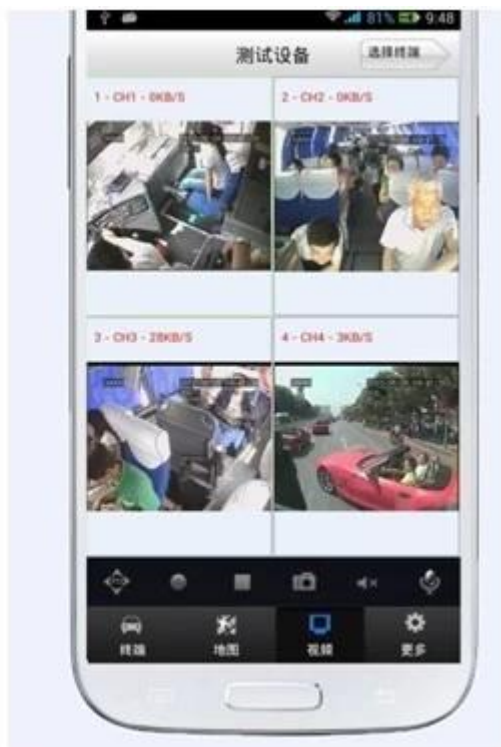 81% 9:48
测试设备 选择终端
1 - CH1 - 0KB/S
2 - CH2 - 0KB/S
3 - CH3 - 28KB/S
4 - CH4 - 3KB/S
终端 地图 视频 更多